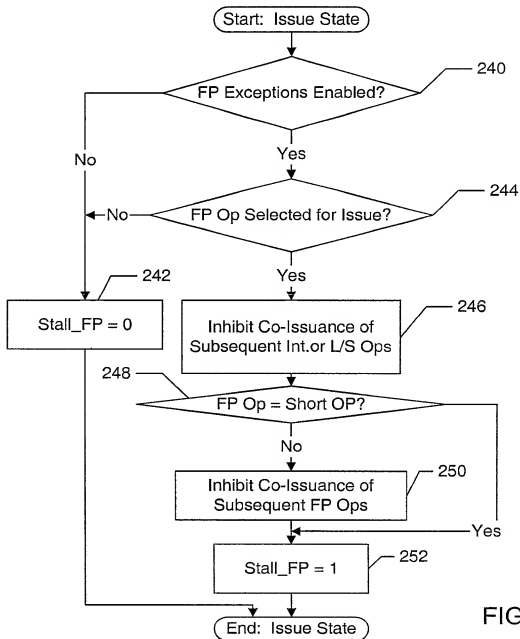 Start: Issue State
240
FP Exceptions Enabled?
No
Yes
244
No
FP Op Selected for Issue?
Yes
242
Stall_FP = 0
246
Inhibit Co-Issuance of
Subsequent Int.or L/S Ops
248
FP Op = Short OP?
No
250
Inhibit Co-Issuance of
Subsequent FP Ops
Yes
252
Stall_FP = 1
End: Issue State
FIG